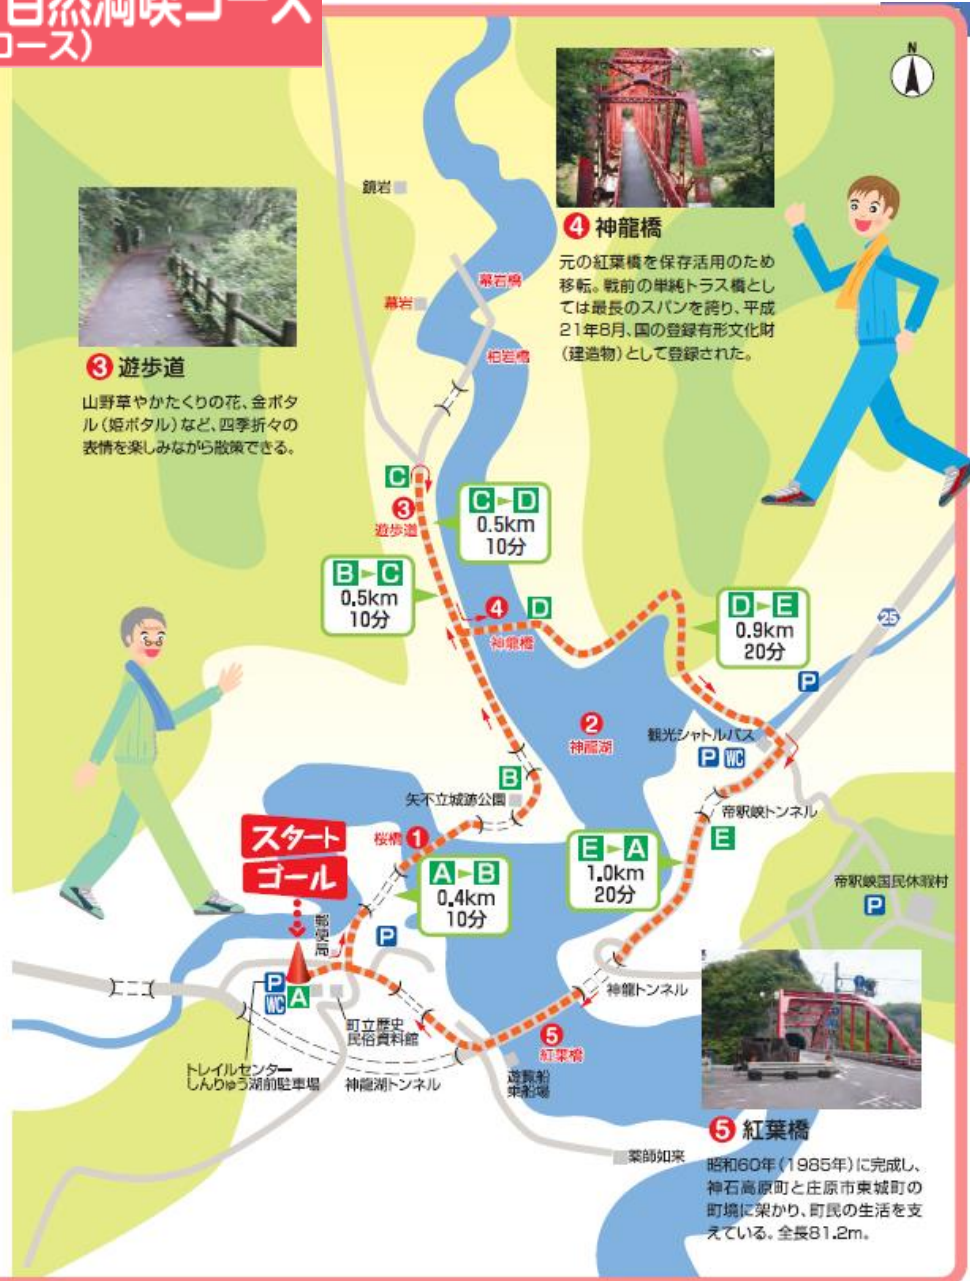 自然満喫コース
コース)
N
鏡岩
幕岩橋
幕岩
柏岩橋
④ 神龍橋
元の紅葉橋を保存活用のため
移転。戦前の単純トラス橋とし
ては最長のスパンを誇り、平成
21年8月、国の登録有形文化財
(建造物)として登録された。
③ 遊歩道
山野草やかたくりの花、金ボタ
ル(姫ボタル)など、四季折々の
表情を楽しみながら散策できる。
C
③
遊歩道
C▶D
0.5km
10分
B▶C
0.5km
10分
④
神龍橋
D
D▶E
0.9km
20分
25
P
②
神龍湖
観光シャトルバス
P WC
B
矢不立城跡公園
帝釈峡トンネル
E
桜橋 ①
スタート
ゴール
A▶B
0.4km
10分
E▶A
1.0km
20分
帝釈峡国民休暇村
P
郵便局
P
P
WC
A
町立歴史
民俗資料館
神龍トンネル
⑤
紅葉橋
トレイルセンター
しんりゅう湖前駐車場
神龍湖トンネル
遊覧船
乗船場
薬師如来
⑤ 紅葉橋
昭和60年(1985年)に完成し、
神石高原町と庄原市東城町の
町境に架かり、町民の生活を支
えている。全長81.2m。